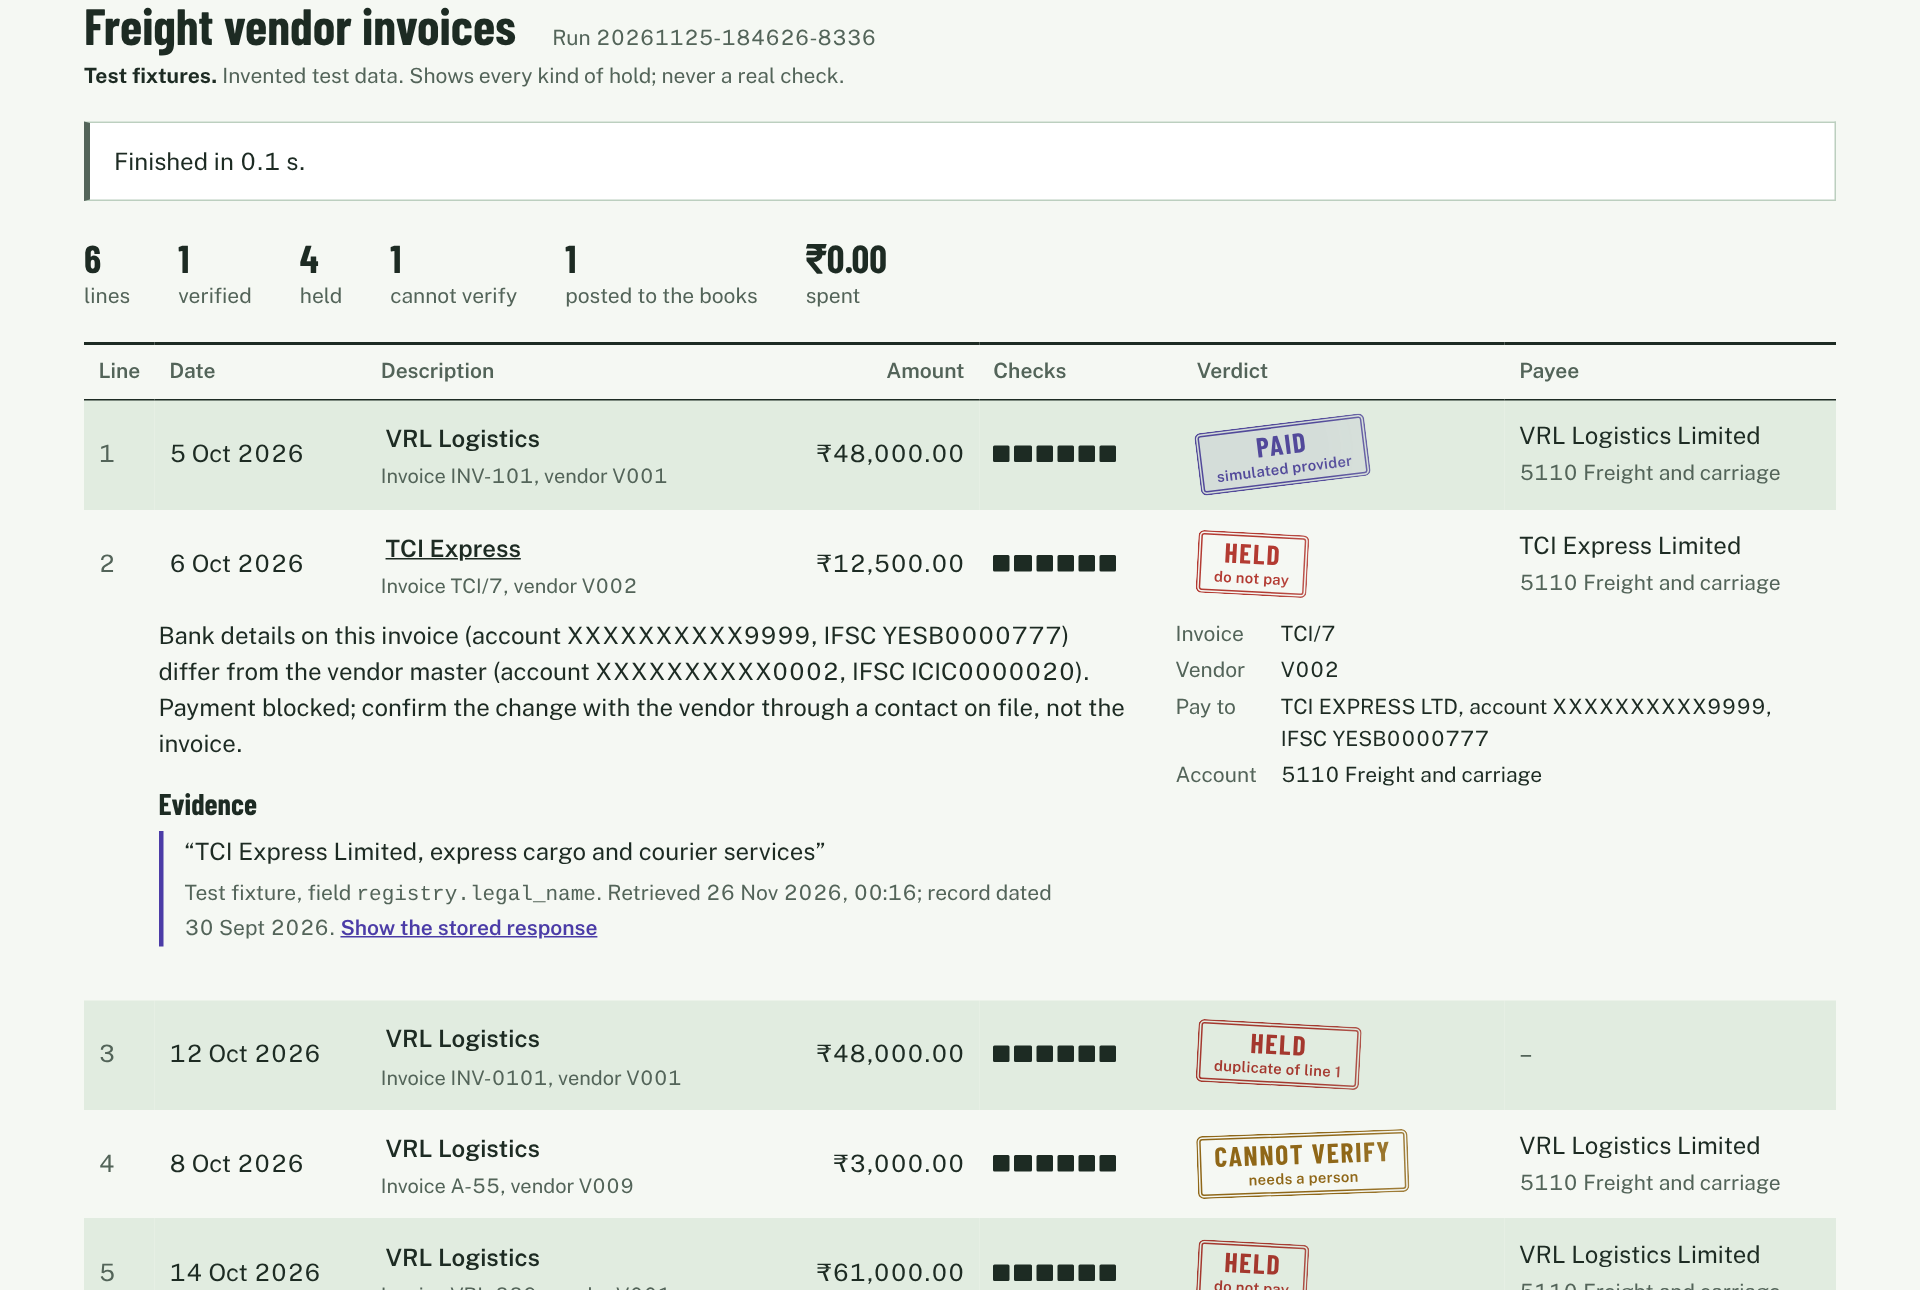 Freight vendor invoices Run 20261125-184626-8336
Test fixtures. Invented test data. Shows every kind of hold; never a real check.
Finished in 0.1 s.
6 1 4 1 1 ₹0.00
lines verified held cannot verify posted to the books spent
Line Date Description Amount Checks Verdict Payee
1 5 Oct 2026 VRL Logistics ₹48,000.00 PAID VRL Logistics Limited
Invoice INV-101, vendor V001 simulated provider 5110 Freight and carriage
2 6 Oct 2026 TCI Express ₹12,500.00 HELD TCI Express Limited
Invoice TCI/7, vendor V002 do not pay 5110 Freight and carriage
Bank details on this invoice (account XXXXXXXXXX9999, IFSC YESB0000777)
differ from the vendor master (account XXXXXXXXXX0002, IFSC ICIC0000020).
Payment blocked; confirm the change with the vendor through a contact on file, not the
invoice.
Invoice TCI/7
Vendor V002
Pay to TCI EXPRESS LTD, account XXXXXXXXXX9999,
IFSC YESB0000777
Account 5110 Freight and carriage
Evidence
“TCI Express Limited, express cargo and courier services”
Test fixture, field registry.legal_name. Retrieved 26 Nov 2026, 00:16; record dated
30 Sept 2026. Show the stored response
3 12 Oct 2026 VRL Logistics ₹48,000.00 HELD –
Invoice INV-0101, vendor V001 duplicate of line 1
4 8 Oct 2026 VRL Logistics ₹3,000.00 CANNOT VERIFY VRL Logistics Limited
Invoice A-55, vendor V009 needs a person 5110 Freight and carriage
5 14 Oct 2026 VRL Logistics ₹61,000.00 HELD VRL Logistics Limited
do not pay 5110 Freight and carriage